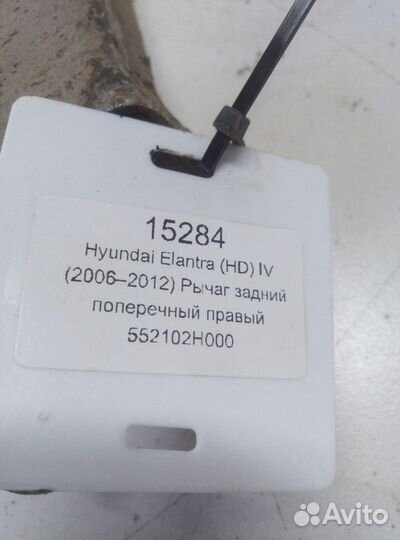 15284
Hyundai Elantra (HD) IV
(2006–2012) Рычаг задний
поперечный правый
552102H000
Avito